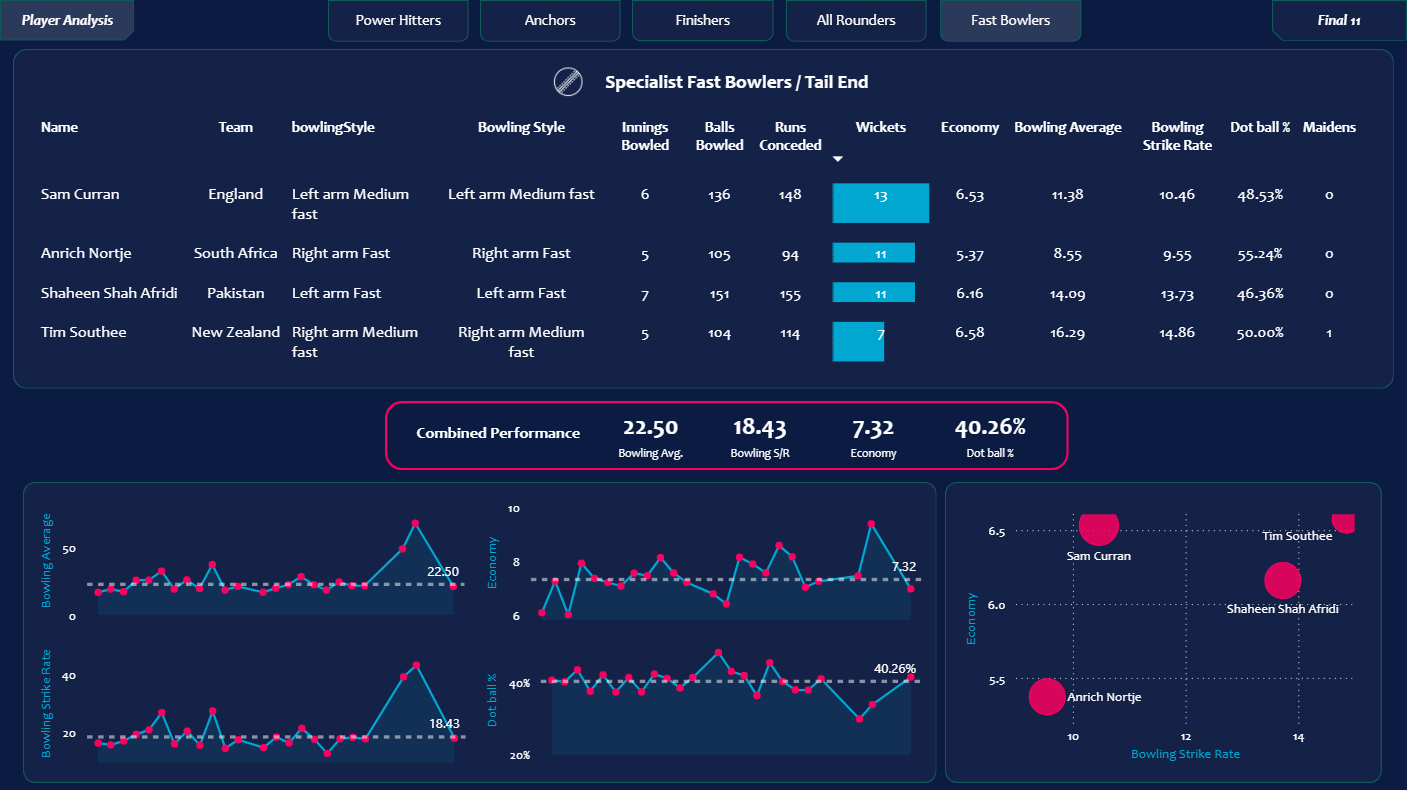 Player Analysis Power Hitters Anchors Finishers All Rounders Fast Bowlers Final 11
Specialist Fast Bowlers / Tail End
Name Team bowlingStyle Bowling Style Innings Bowled Balls Bowled Runs Conceded Wickets Economy Bowling Average Bowling Strike Rate Dot ball % Maidens
Sam Curran England Left arm Medium fast Left arm Medium fast 6 136 148 13 6.53 11.38 10.46 48.53% 0
Anrich Nortje South Africa Right arm Fast Right arm Fast 5 105 94 11 5.37 8.55 9.55 55.24% 0
Shaheen Shah Afridi Pakistan Left arm Fast Left arm Fast 7 151 155 11 6.16 14.09 13.73 46.36% 0
Tim Southee New Zealand Right arm Medium fast Right arm Medium fast 5 104 114 7 6.58 16.29 14.86 50.00% 1
Combined Performance
22.50 18.43 7.32 40.26%
Bowling Avg. Bowling S/R Economy Dot ball %
Bowling Average
50
0
22.50
Economy
10
8
6
7.32
Bowling Strike Rate
40
20
18.43
Dot ball %
40%
20%
40.26%
Economy
6.5
6.0
5.5
Sam Curran
Tim Southee
Shaheen Shah Afridi
Anrich Nortje
10 12 14
Bowling Strike Rate